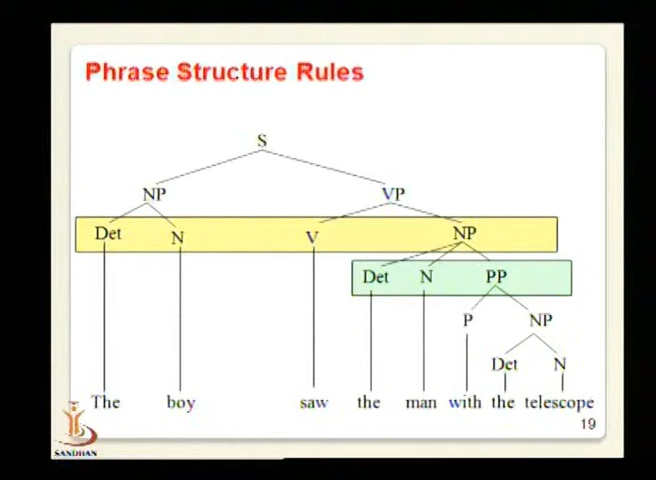 Phrase Structure Rules
S
NP VP
Det N V NP
Det N PP
P NP
Det N
The boy saw the man with the telescope
19
SANDHAN